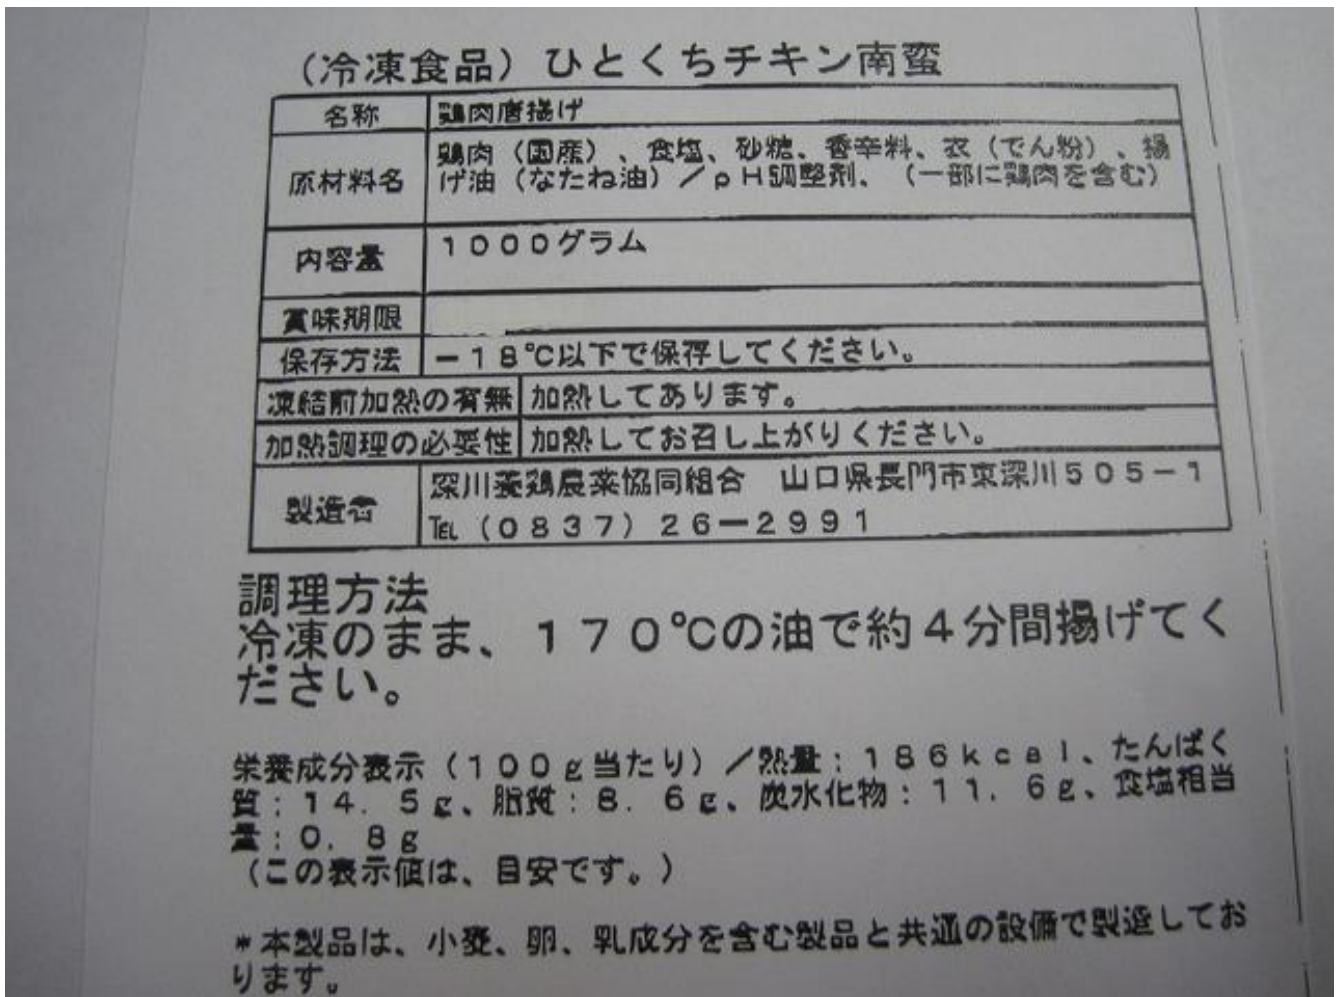 (冷凍食品)ひとくちチキン南蛮
名称 鶏肉唐揚げ
原材料名 鶏肉(国産)、食塩、砂糖、香辛料、衣(でん粉)、揚
げ油(なたね油)/pH調整剤、(一部に鶏肉を含む)
内容量 1000グラム
賞味期限
保存方法 -18℃以下で保存してください。
凍結前加熱の有無 加熱してあります。
加熱調理の必要性 加熱してお召し上がりください。
製造者 深川養鶏農業協同組合 山口県長門市東深川505-1
℡(0837)26-2991
調理方法
冷凍のまま、170℃の油で約4分間揚げてく
ださい。
栄養成分表示(100g当たり)/熱量:186kcal、たんぱく
質:14.5g、脂質:8.6g、炭水化物:11.6g、食塩相当
量:0.8g
(この表示値は、目安です。)
*本製品は、小麦、卵、乳成分を含む製品と共通の設備で製造してお
ります。